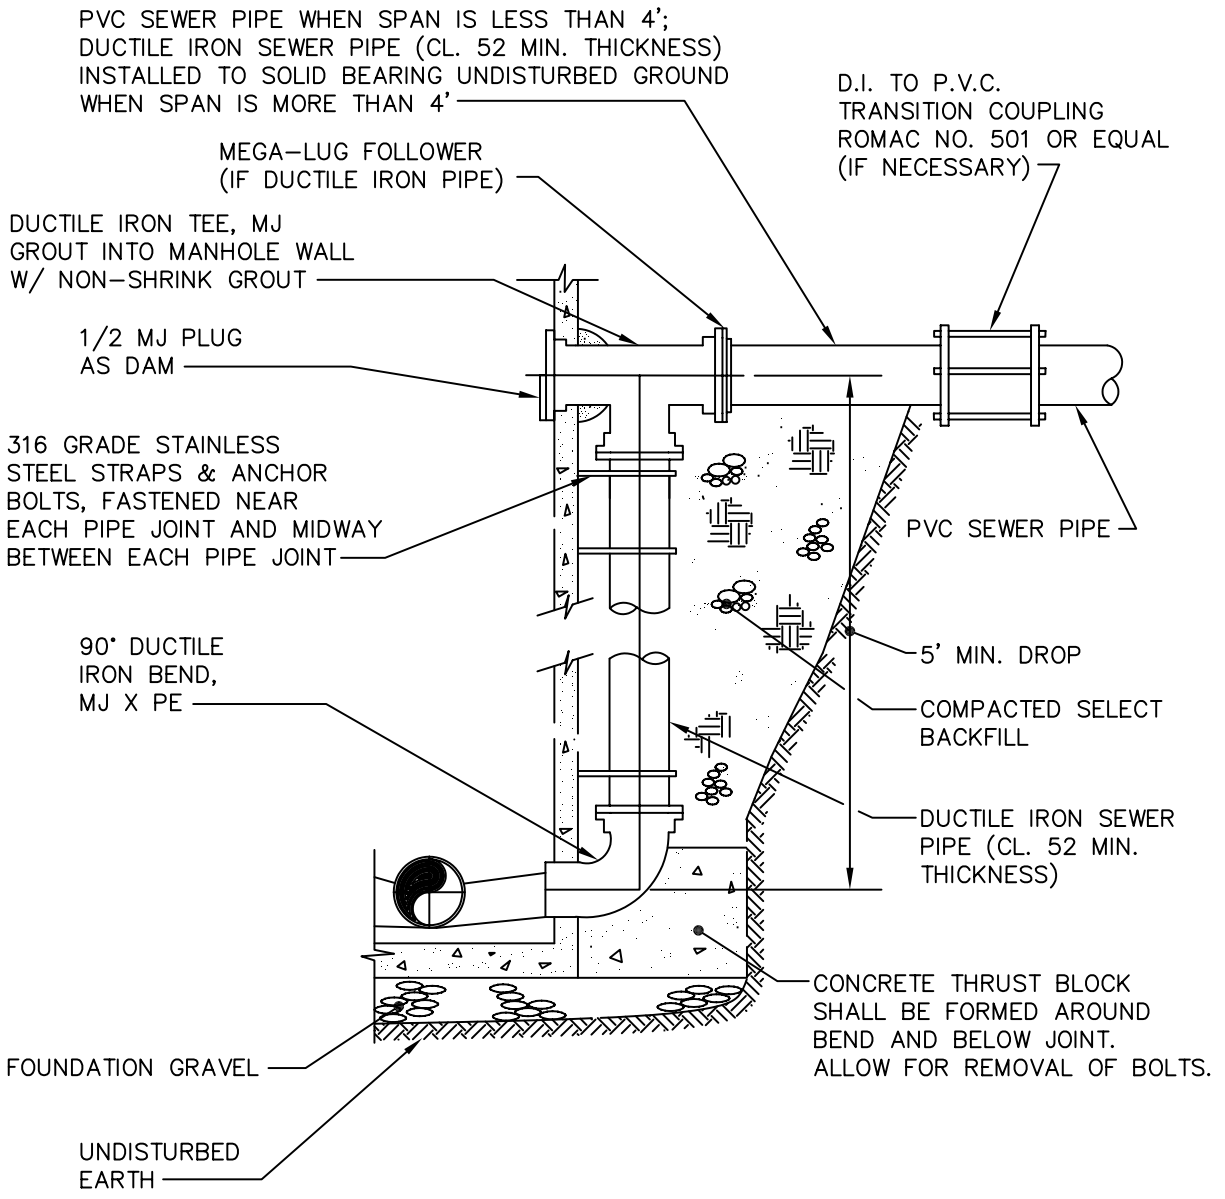 PVC SEWER PIPE WHEN SPAN IS LESS THAN 4';
DUCTILE IRON SEWER PIPE (CL. 52 MIN. THICKNESS)
INSTALLED TO SOLID BEARING UNDISTURBED GROUND
WHEN SPAN IS MORE THAN 4'
D.I. TO P.V.C.
TRANSITION COUPLING
ROMAC NO. 501 OR EQUAL
(IF NECESSARY)
MEGA-LUG FOLLOWER
(IF DUCTILE IRON PIPE)
DUCTILE IRON TEE, MJ
GROUT INTO MANHOLE WALL
W/ NON-SHRINK GROUT
1/2 MJ PLUG
AS DAM
316 GRADE STAINLESS
STEEL STRAPS & ANCHOR
BOLTS, FASTENED NEAR
EACH PIPE JOINT AND MIDWAY
BETWEEN EACH PIPE JOINT
PVC SEWER PIPE
90° DUCTILE
IRON BEND,
MJ X PE
5' MIN. DROP
COMPACTED SELECT
BACKFILL
DUCTILE IRON SEWER
PIPE (CL. 52 MIN.
THICKNESS)
CONCRETE THRUST BLOCK
SHALL BE FORMED AROUND
BEND AND BELOW JOINT.
ALLOW FOR REMOVAL OF BOLTS.
FOUNDATION GRAVEL
UNDISTURBED
EARTH